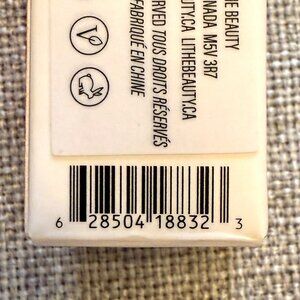 HE BEAUTY
NADA M5V 3R7
UTY.CA LITHEBEAUTY.CA
RVED TOUS DROITS RÉSERVÉS
FABRIQUÉ EN CHINE
V
6 28504 18832 3